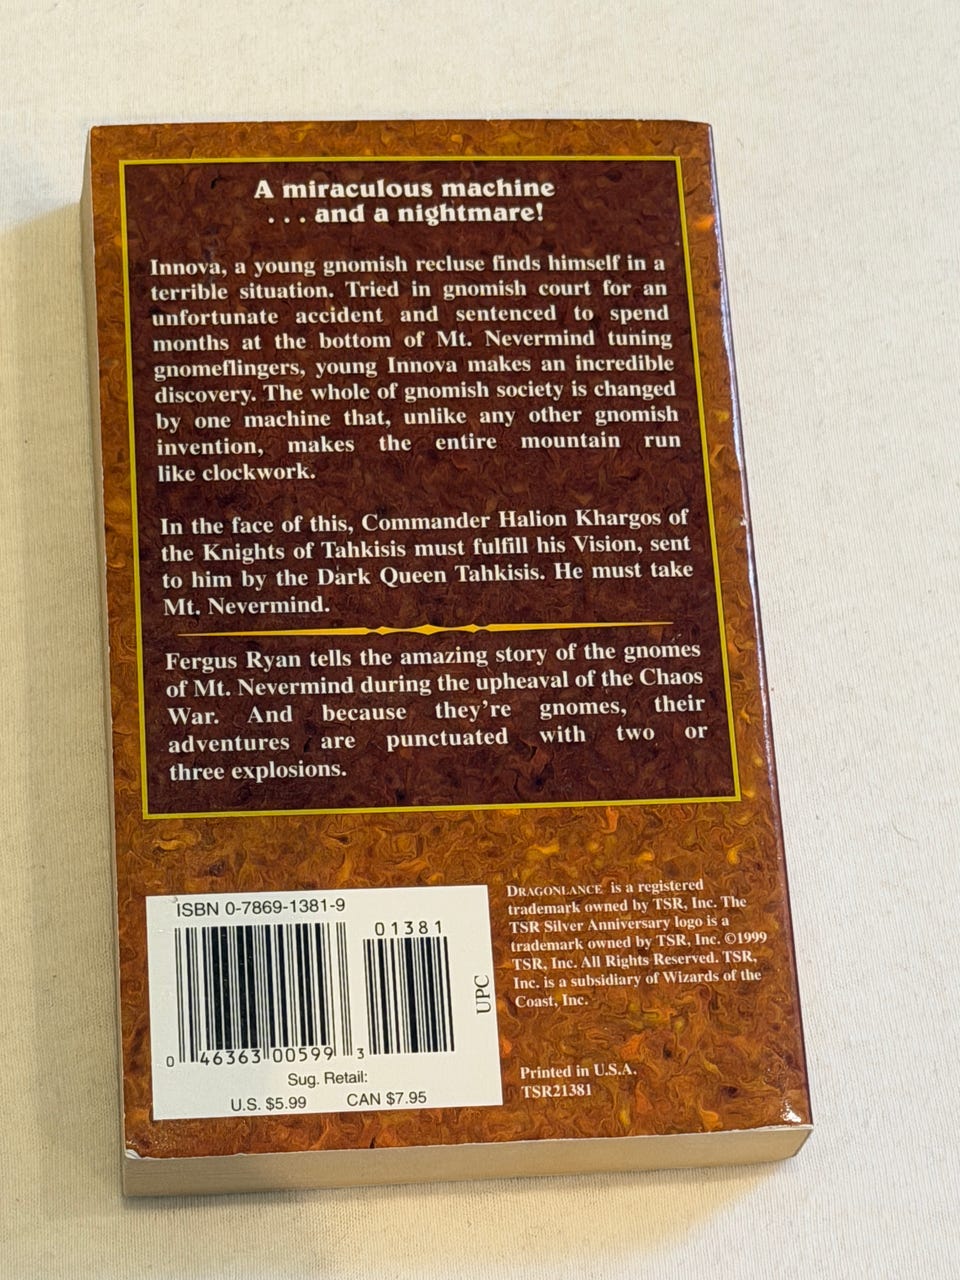 A miraculous machine
. . . and a nightmare!
Innova, a young gnomish recluse finds himself in a
terrible situation. Tried in gnomish court for an
unfortunate accident and sentenced to spend
months at the bottom of Mt. Nevermind tuning
gnomeflingers, young Innova makes an incredible
discovery. The whole of gnomish society is changed
by one machine that, unlike any other gnomish
invention, makes the entire mountain run
like clockwork.
In the face of this, Commander Halion Khargos of
the Knights of Tahkisis must fulfill his Vision, sent
to him by the Dark Queen Tahkisis. He must take
Mt. Nevermind.
Fergus Ryan tells the amazing story of the gnomes
of Mt. Nevermind during the upheaval of the Chaos
War. And because they're gnomes, their
adventures are punctuated with two or
three explosions.
ISBN 0-7869-1381-9
01381
0 46363 00599 3
UPC
Sug. Retail:
U.S. $5.99 CAN $7.95
DRAGONLANCE is a registered
trademark owned by TSR, Inc. The
TSR Silver Anniversary logo is a
trademark owned by TSR, Inc. ©1999
TSR, Inc. All Rights Reserved. TSR,
Inc. is a subsidiary of Wizards of the
Coast, Inc.
Printed in U.S.A.
TSR21381